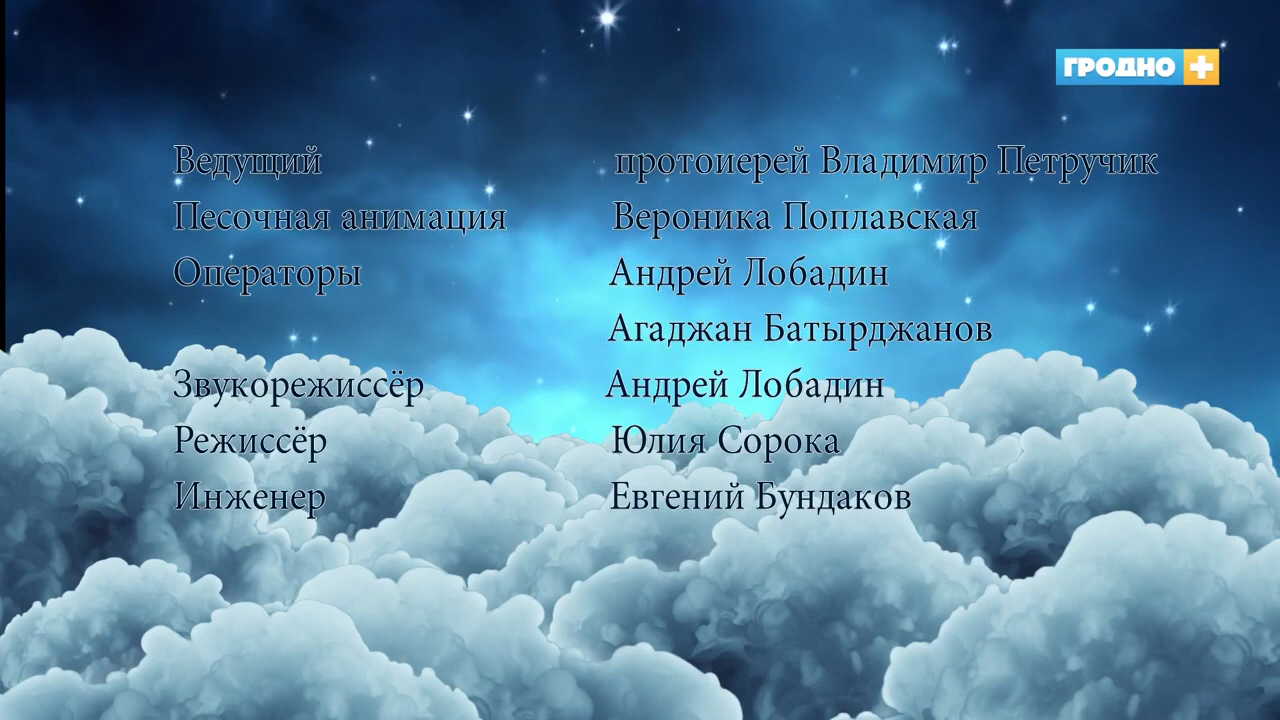 ГРОДНО +
Ведущий протоиерей Владимир Петручик
Песочная анимация Вероника Поплавская
Операторы Андрей Лобадин
Агаджан Батырджанов
Звукорежиссёр Андрей Лобадин
Режиссёр Юлия Сорока
Инженер Евгений Бундаков